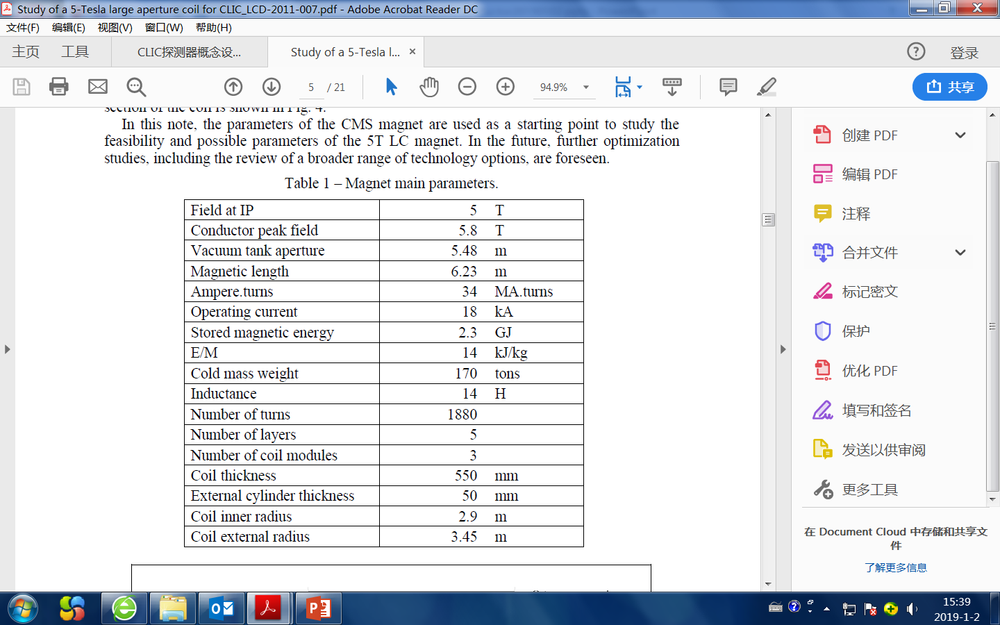 Study of a 5-Tesla large aperture coil for CLIC_LCD-2011-007.pdf - Adobe Acrobat Reader DC
文件(F) 编辑(E) 视图(V) 窗口(W) 帮助(H)
主页 工具 CLIC探测器概念设... Study of a 5-Tesla l... × 登录
5 / 21 94.9% 共享
section of the coil is shown in Fig. 4.
In this note, the parameters of the CMS magnet are used as a starting point to study the
feasibility and possible parameters of the 5T LC magnet. In the future, further optimization
studies, including the review of a broader range of technology options, are foreseen.
Table 1 – Magnet main parameters.
Field at IP 5 T
Conductor peak field 5.8 T
Vacuum tank aperture 5.48 m
Magnetic length 6.23 m
Ampere.turns 34 MA.turns
Operating current 18 kA
Stored magnetic energy 2.3 GJ
E/M 14 kJ/kg
Cold mass weight 170 tons
Inductance 14 H
Number of turns 1880
Number of layers 5
Number of coil modules 3
Coil thickness 550 mm
External cylinder thickness 50 mm
Coil inner radius 2.9 m
Coil external radius 3.45 m
创建 PDF
编辑 PDF
注释
合并文件
标记密文
保护
优化 PDF
填写和签名
发送以供审阅
更多工具
在 Document Cloud 中存储和共享文
件
了解更多信息
15:39
2019-1-2